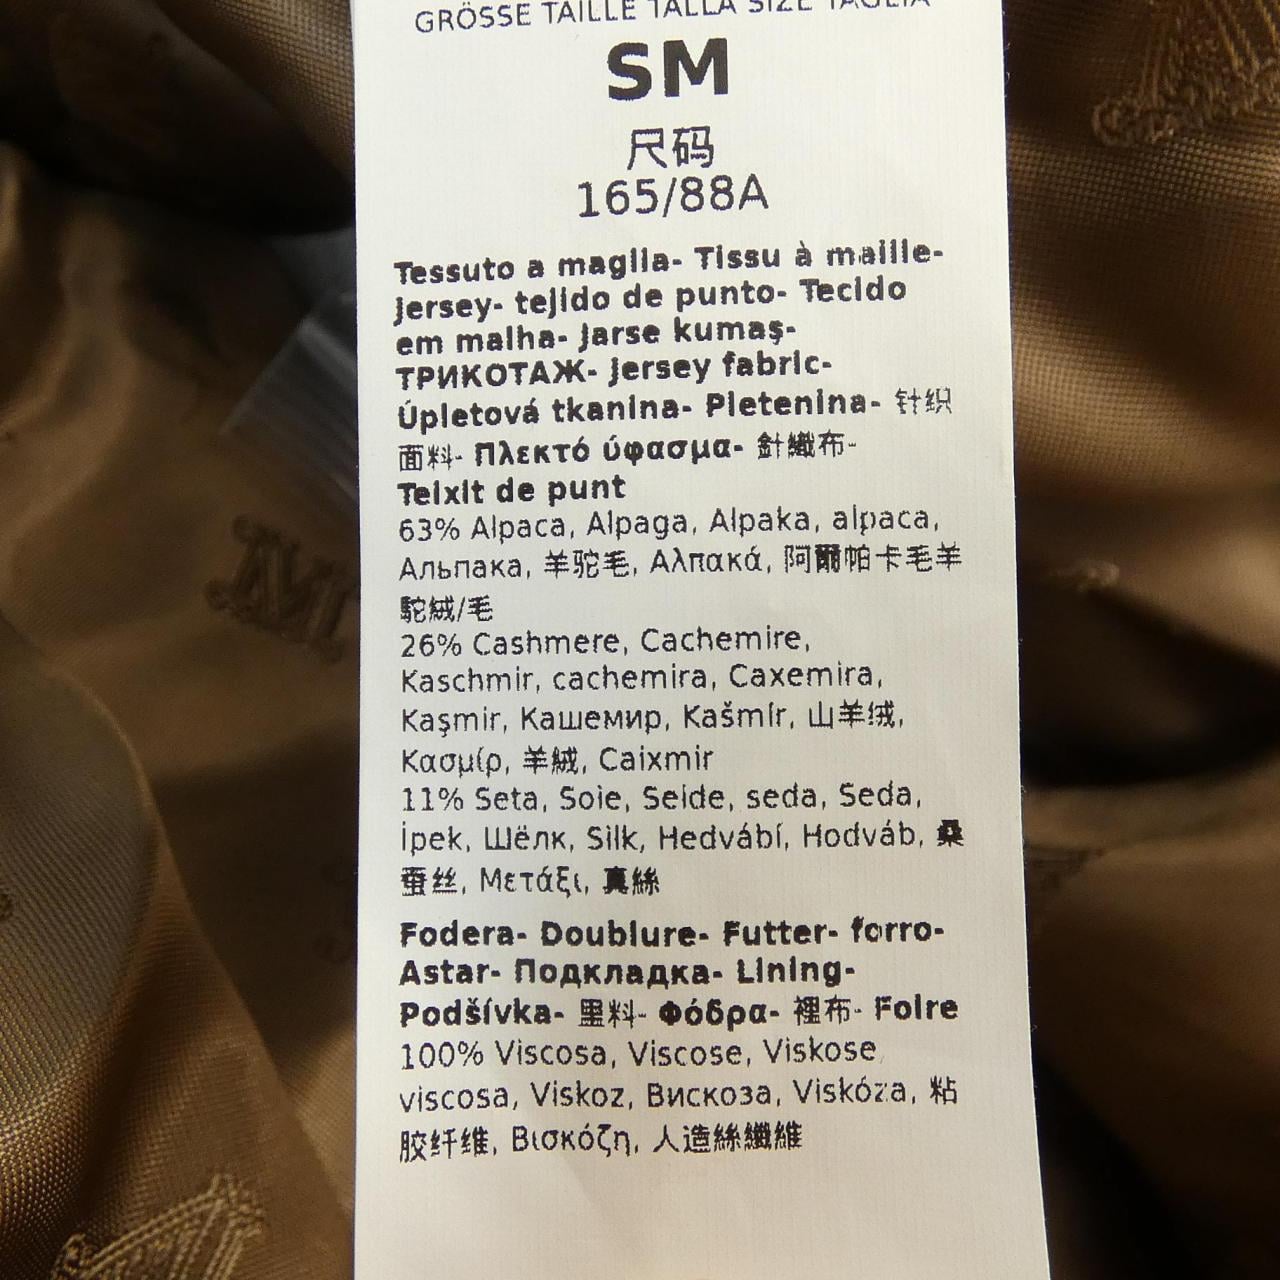 GRÖSSE TAILLE TALLA SIZE TAGLIA
SM
尺码
165/88A
Tessuto a maglia- Tissu à maille-
Jersey- tejido de punto- Tecido
em malha- Jarse kumaş-
ТРИКОТАЖ- Jersey fabric-
Úpletová tkanina- Pletenina- 针织
面料- Πλεκτό ύφασμα- 針織布-
Teixit de punt
63% Alpaca, Alpaga, Alpaka, alpaca,
Альпака, 羊驼毛, Αλπακά, 阿爾帕卡毛羊
駝絨/毛
26% Cashmere, Cachemire,
Kaschmir, cachemira, Caxemira,
Kaşmir, Кашемир, Kašmír, 山羊绒,
Κασμίρ, 羊絨, Caixmir
11% Seta, Soie, Seide, seda, Seda,
İpek, Шёлк, Silk, Hedvábí, Hodváb, 桑
蚕丝, Μετάξι, 真絲
Fodera- Doublure- Futter- forro-
Astar- Подкладка- Lining-
Podšívka- 里料- Φόδρα- 裡布- Folre
100% Viscosa, Viscose, Viskose,
viscosa, Viskoz, Вискоза, Viskóza, 粘
胶纤维, Βισκόζη, 人造絲纖維